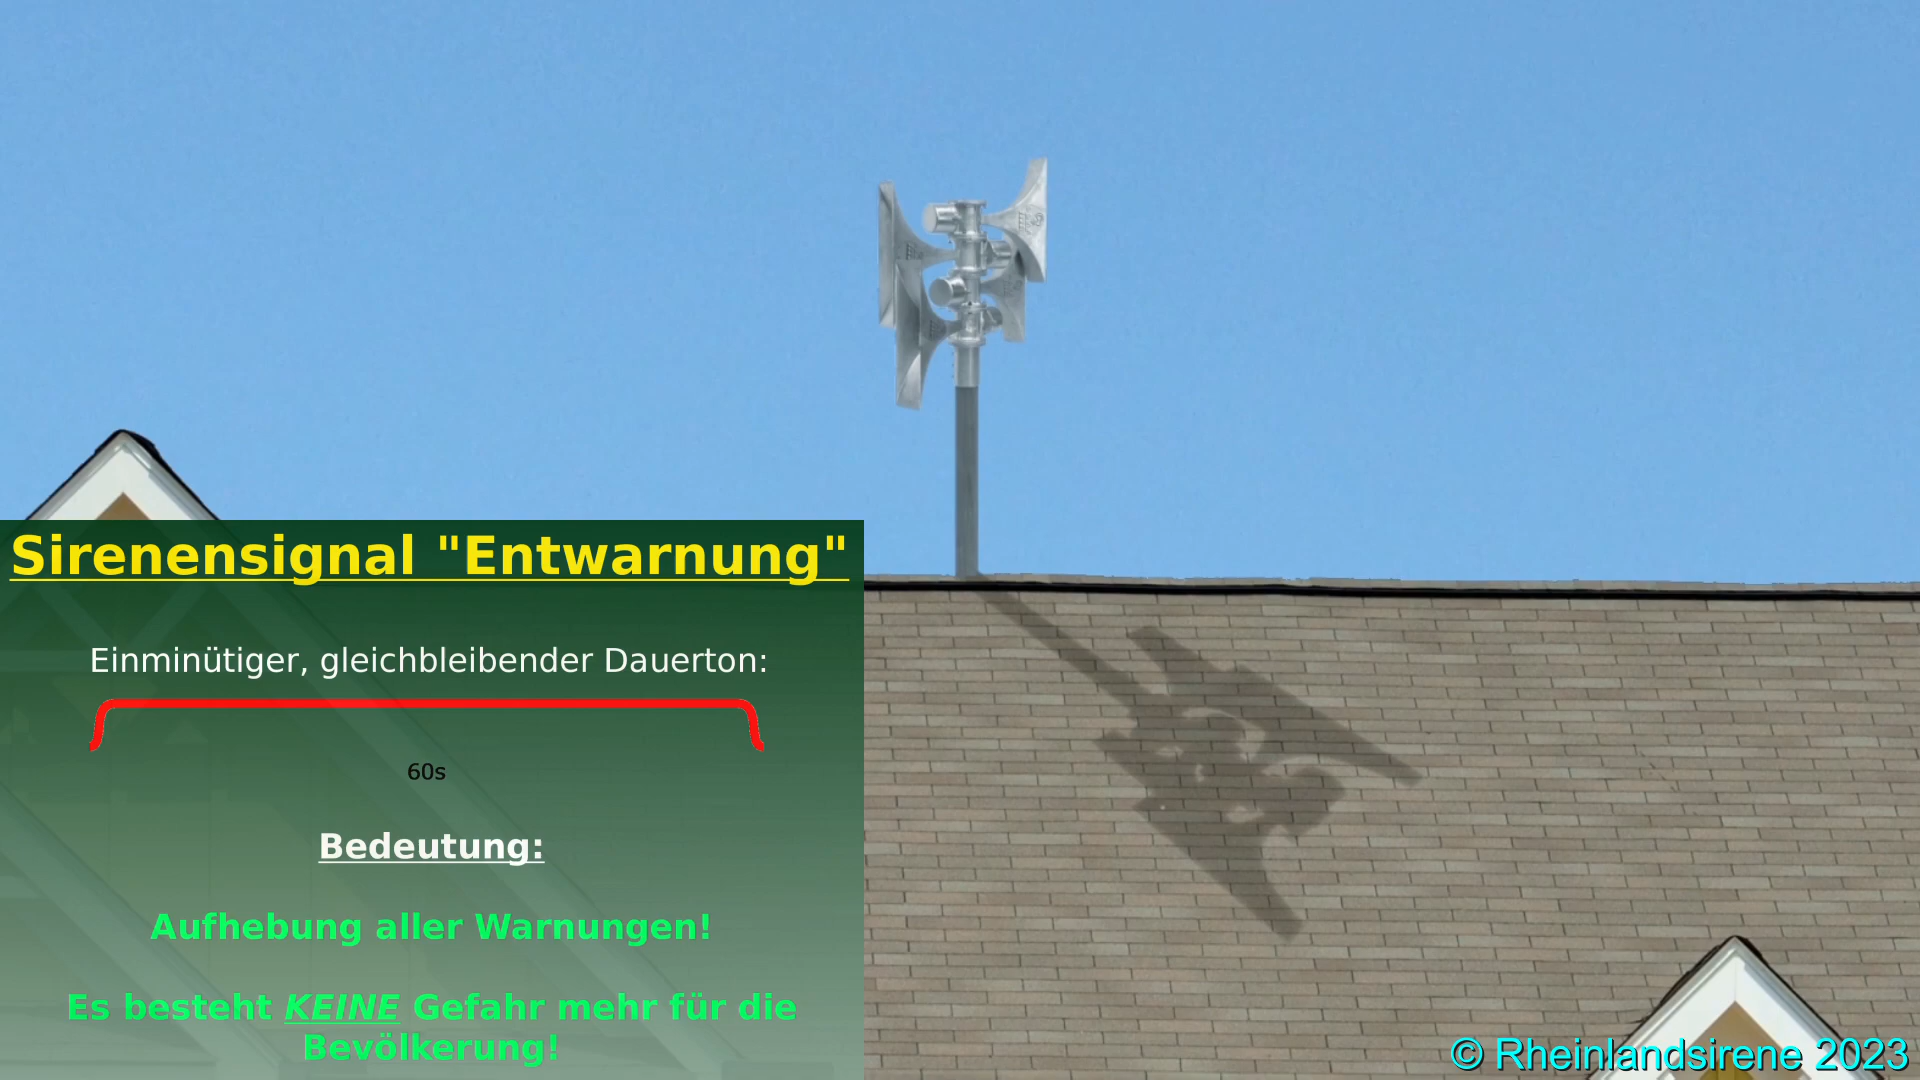 Sirenensignal "Entwarnung"
Einminütiger, gleichbleibender Dauerton:
60s
Bedeutung:
Aufhebung aller Warnungen!
Es besteht KEINE Gefahr mehr für die
Bevölkerung!
© Rheinlandsirene 2023